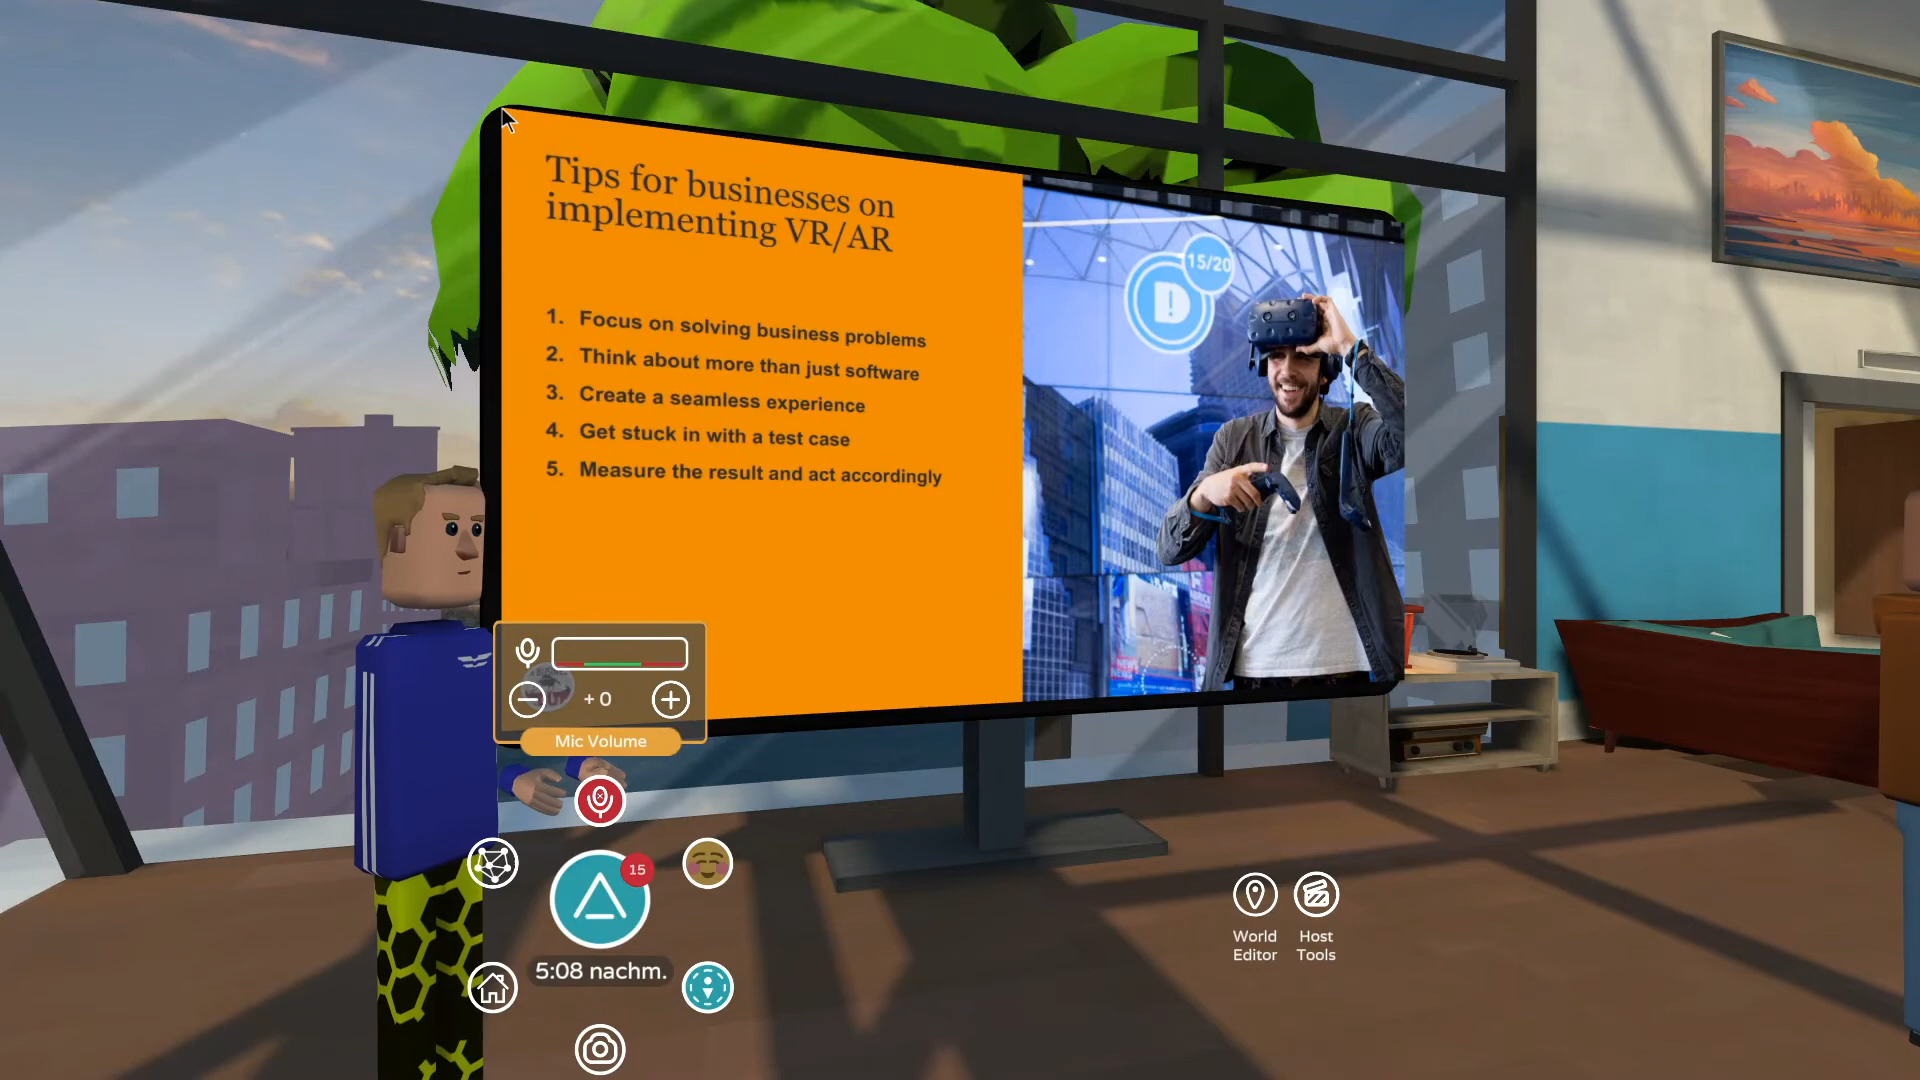 Tips for businesses on
implementing VR/AR
1. Focus on solving business problems
2. Think about more than just software
3. Create a seamless experience
4. Get stuck in with a test case
5. Measure the result and act accordingly
15/20
D!
+ 0
Mic Volume
15
5:08 nachm.
World
Editor
Host
Tools